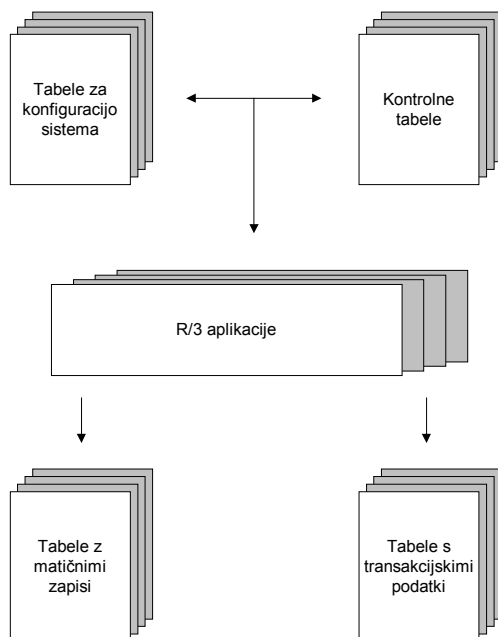 Tabele za
konfiguracijo
sistema
Kontrolne
tabele
R/3 aplikacije
Tabele z
matičnimi
zapisi
Tabele s
transakcijskimi
podatki